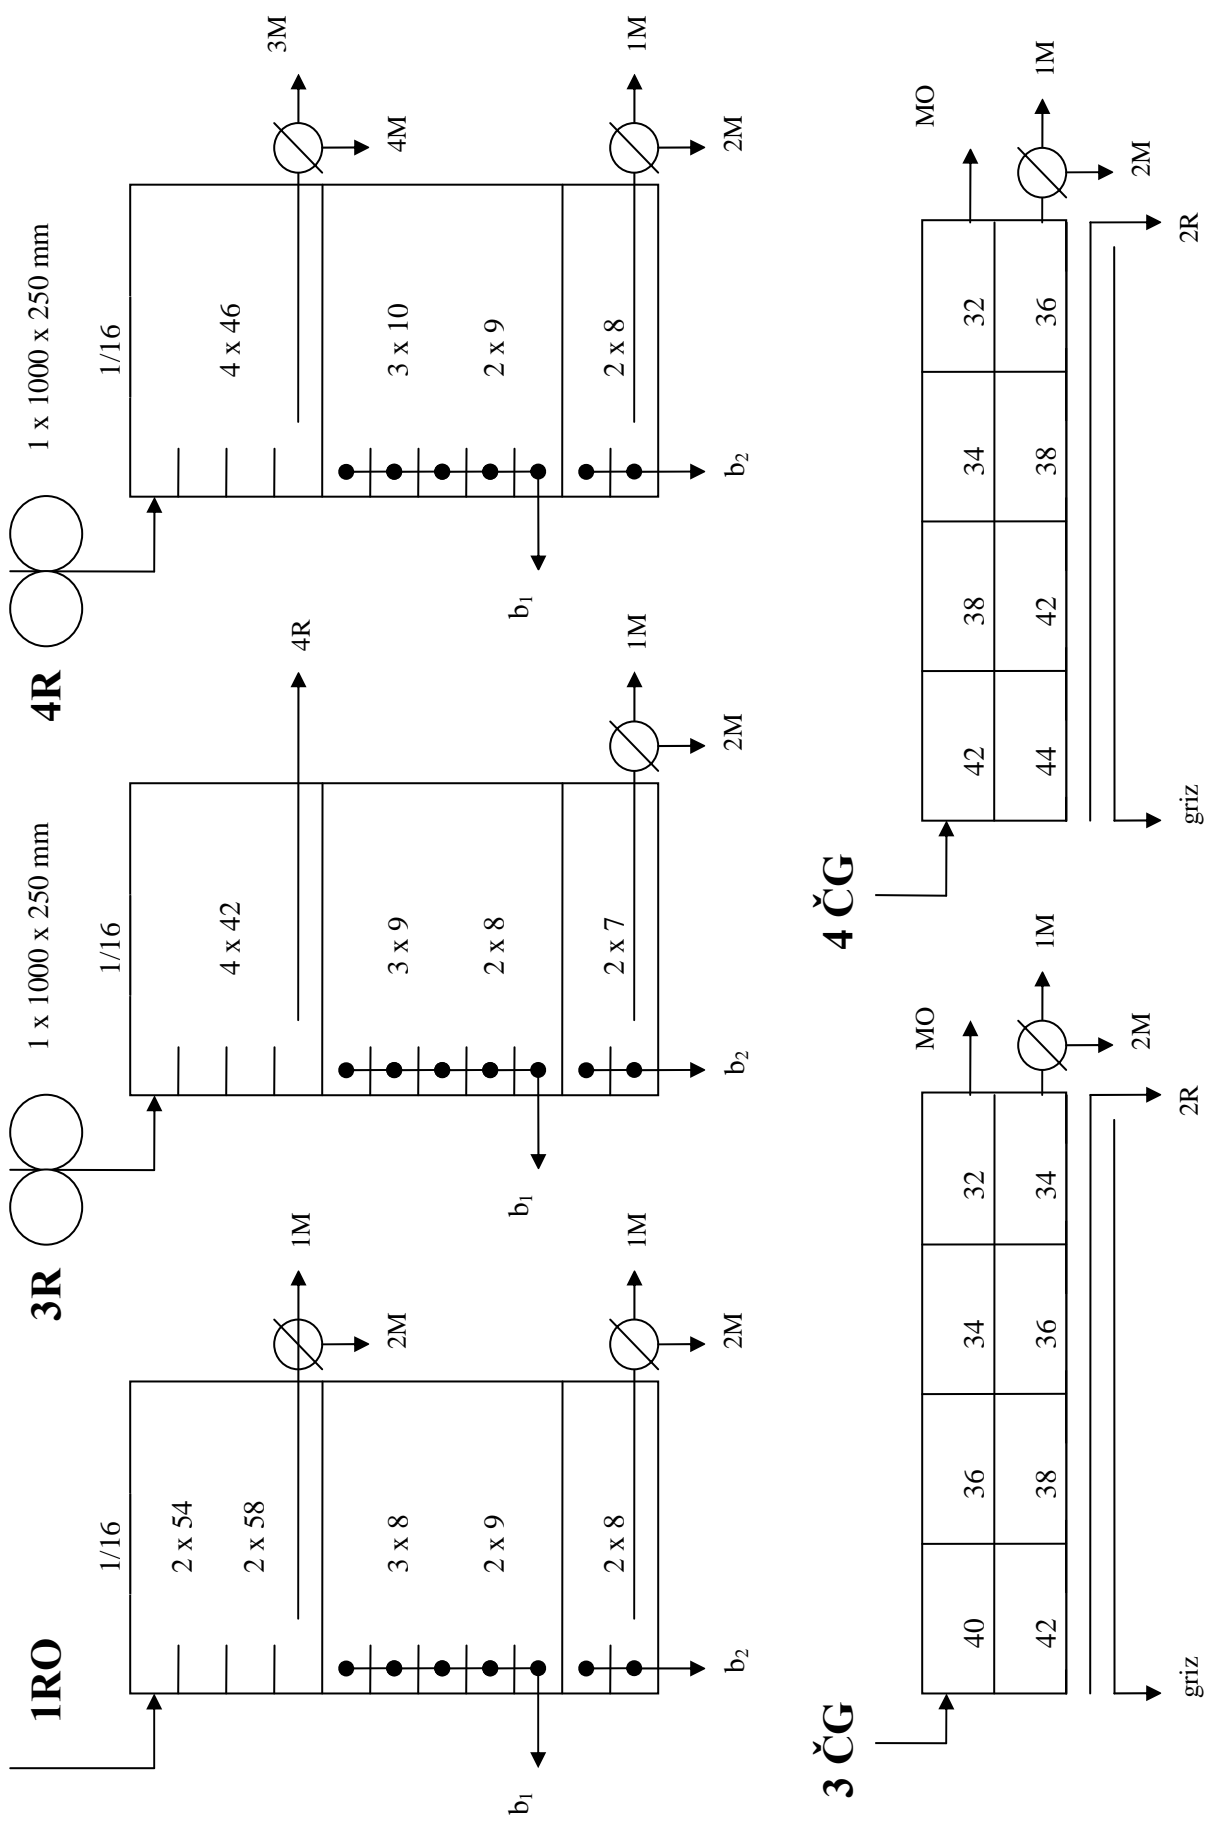 1RO
1/16
2 x 54
2 x 58
1M
2M
3 x 8
2 x 9
2 x 8
1M
2M
b1
b2
3R
1 x 1000 x 250 mm
1/16
4 x 42
4R
3 x 9
2 x 8
2 x 7
1M
2M
b1
b2
4R
1 x 1000 x 250 mm
1/16
4 x 46
3M
4M
3 x 10
2 x 9
2 x 8
1M
2M
b1
b2
3 ČG
40 36 34 32
42 38 36 34
MO
1M
2M
2R
griz
4 ČG
42 38 34 32
44 42 38 36
MO
1M
2M
2R
griz